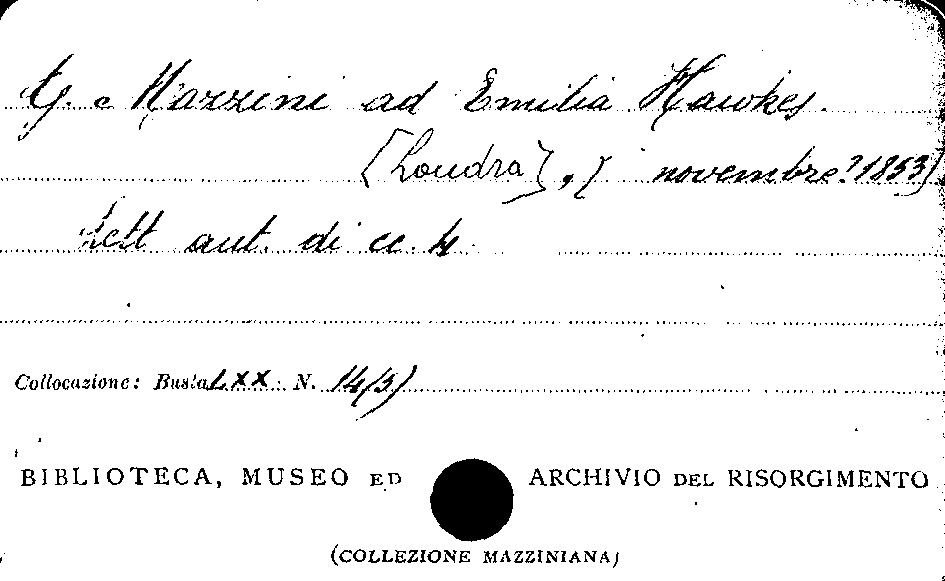 G. Mazzini ad Emilia Hawkes.
[Londra], [ novembre? 1853]
lett aut. di cc. 4.
Collocazione: Busta LXX N. 14(3)
BIBLIOTECA, MUSEO ED ARCHIVIO DEL RISORGIMENTO
(COLLEZIONE MAZZINIANA)